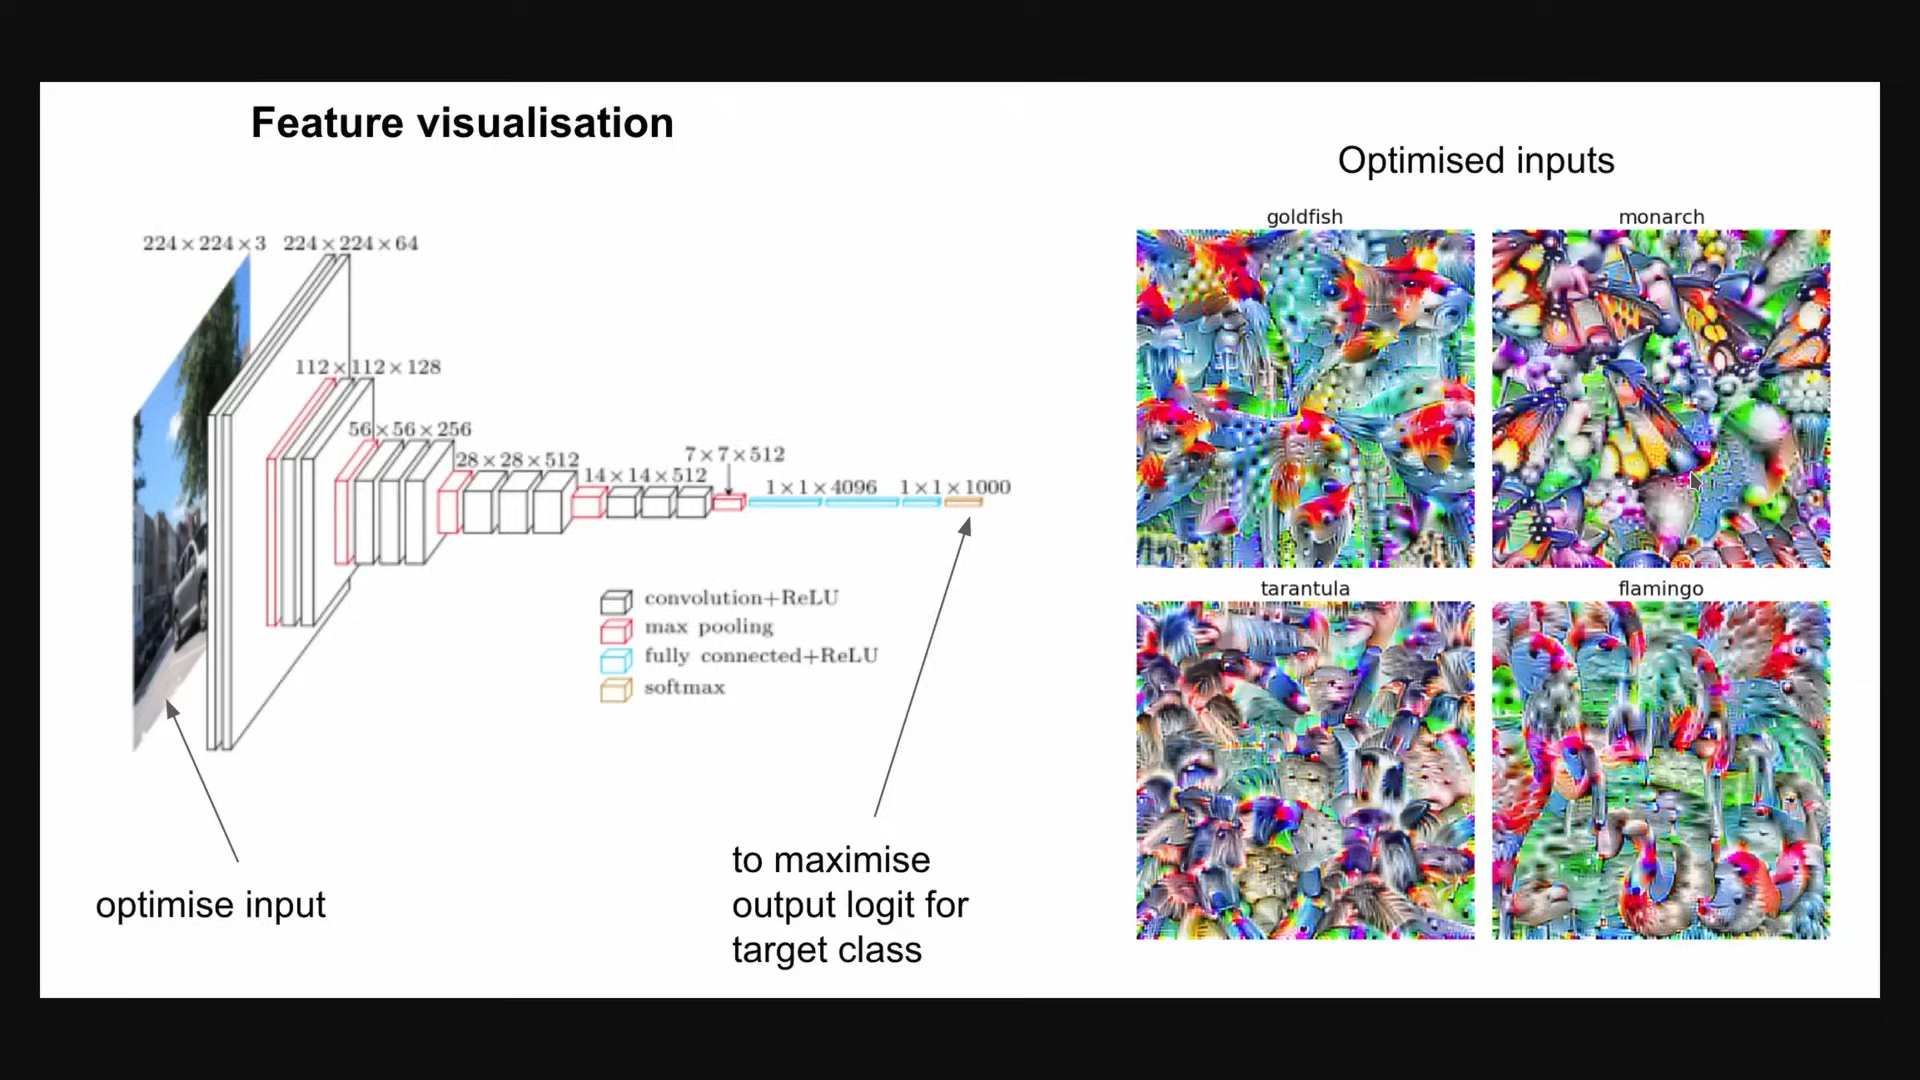 Feature visualisation
224×224×3
224×224×64
112×112×128
56×56×256
28×28×512
14×14×512
7×7×512
1×1×4096
1×1×1000
convolution+ReLU
max pooling
fully connected+ReLU
softmax
optimise input
to maximise
output logit for
target class
Optimised inputs
goldfish
monarch
tarantula
flamingo